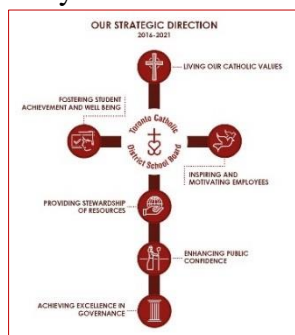 OUR STRATEGIC DIRECTION
2016-2021
LIVING OUR CATHOLIC VALUES
FOSTERING STUDENT
ACHIEVEMENT AND WELL BEING
Toronto Catholic
District School Board
INSPIRING AND
MOTIVATING EMPLOYEES
PROVIDING STEWARDSHIP
OF RESOURCES
ENHANCING PUBLIC
CONFIDENCE
ACHIEVING EXCELLENCE IN
GOVERNANCE